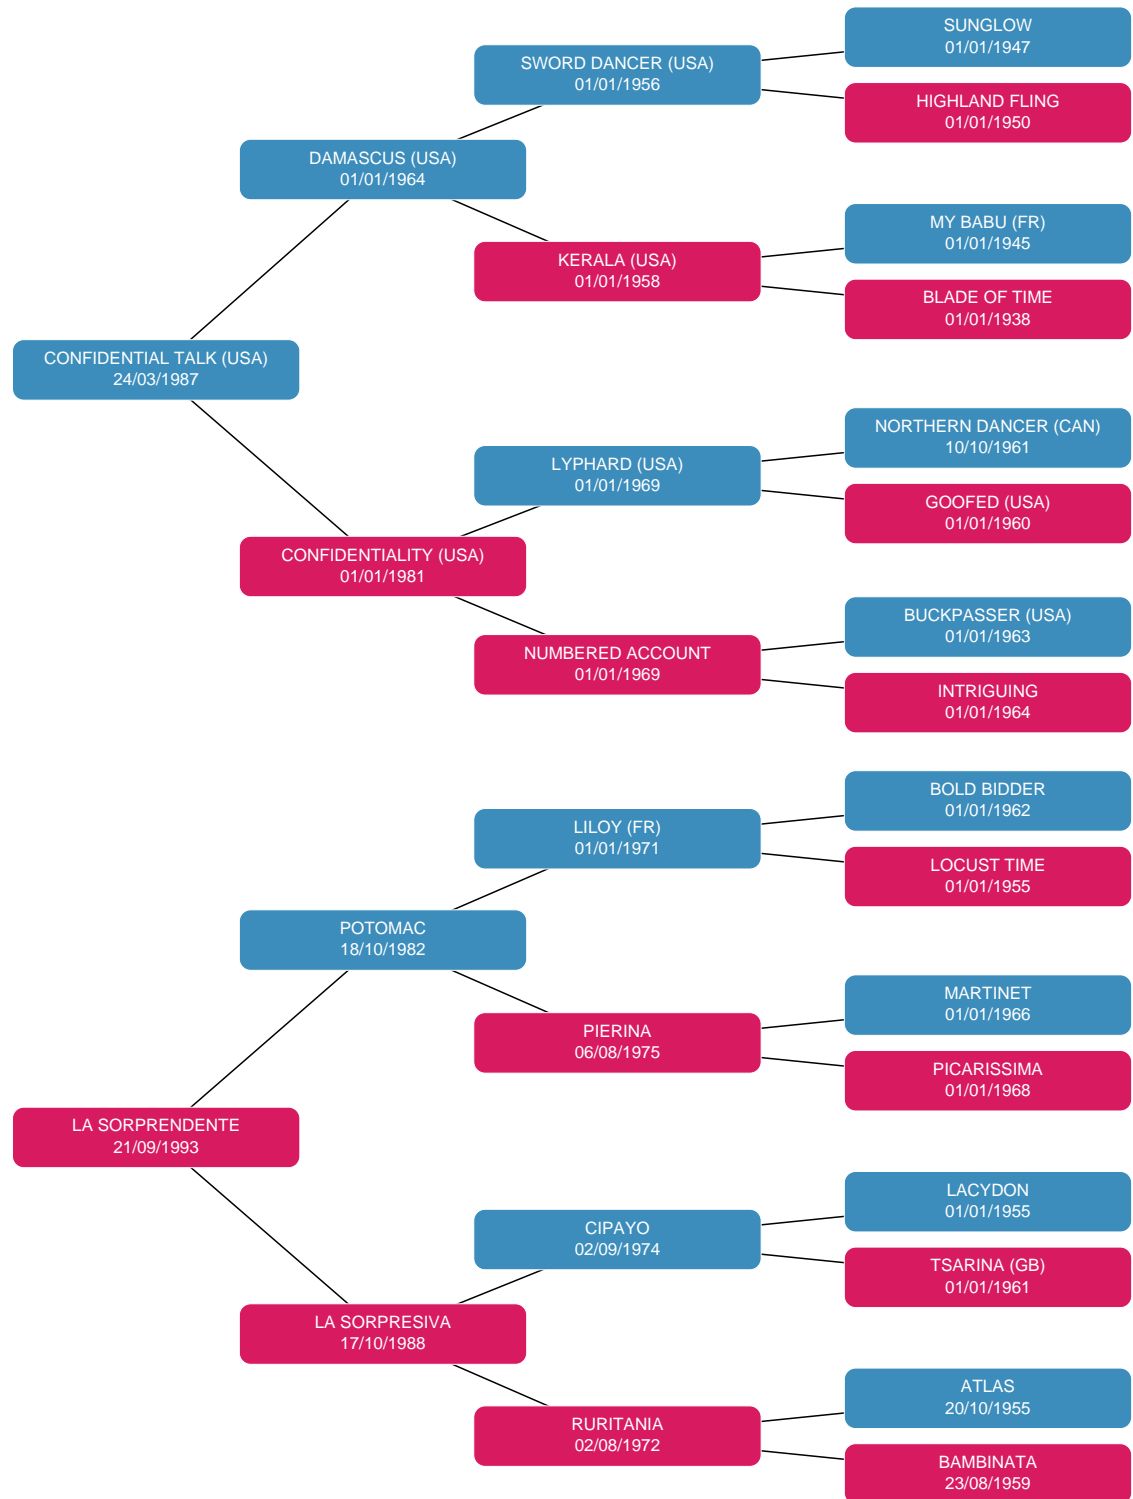 SUNGLOW
01/01/1947
SWORD DANCER (USA)
01/01/1956
HIGHLAND FLING
01/01/1950
DAMASCUS (USA)
01/01/1964
MY BABU (FR)
01/01/1945
KERALA (USA)
01/01/1958
BLADE OF TIME
01/01/1938
CONFIDENTIAL TALK (USA)
24/03/1987
NORTHERN DANCER (CAN)
10/10/1961
LYPHARD (USA)
01/01/1969
GOOFED (USA)
01/01/1960
CONFIDENTIALITY (USA)
01/01/1981
BUCKPASSER (USA)
01/01/1963
NUMBERED ACCOUNT
01/01/1969
INTRIGUING
01/01/1964
BOLD BIDDER
01/01/1962
LILOY (FR)
01/01/1971
LOCUST TIME
01/01/1955
POTOMAC
18/10/1982
MARTINET
01/01/1966
PIERINA
06/08/1975
PICARISSIMA
01/01/1968
LA SORPRENDENTE
21/09/1993
LACYDON
01/01/1955
CIPAYO
02/09/1974
TSARINA (GB)
01/01/1961
LA SORPRESIVA
17/10/1988
ATLAS
20/10/1955
RURITANIA
02/08/1972
BAMBINATA
23/08/1959